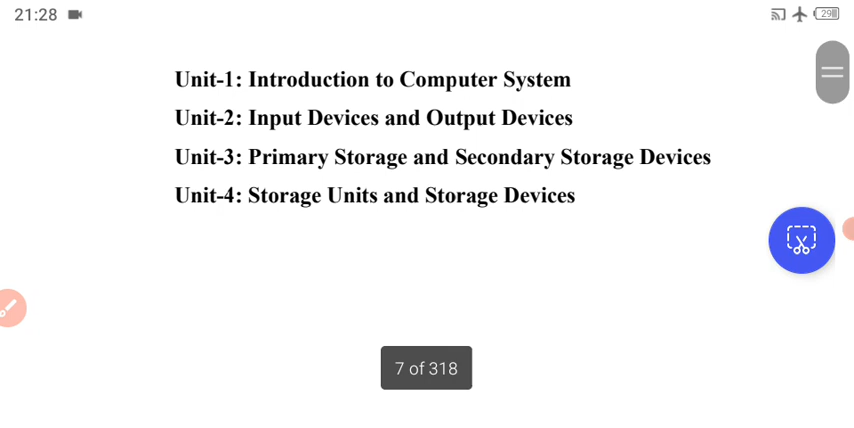 21:28
29
Unit-1: Introduction to Computer System
Unit-2: Input Devices and Output Devices
Unit-3: Primary Storage and Secondary Storage Devices
Unit-4: Storage Units and Storage Devices
7 of 318